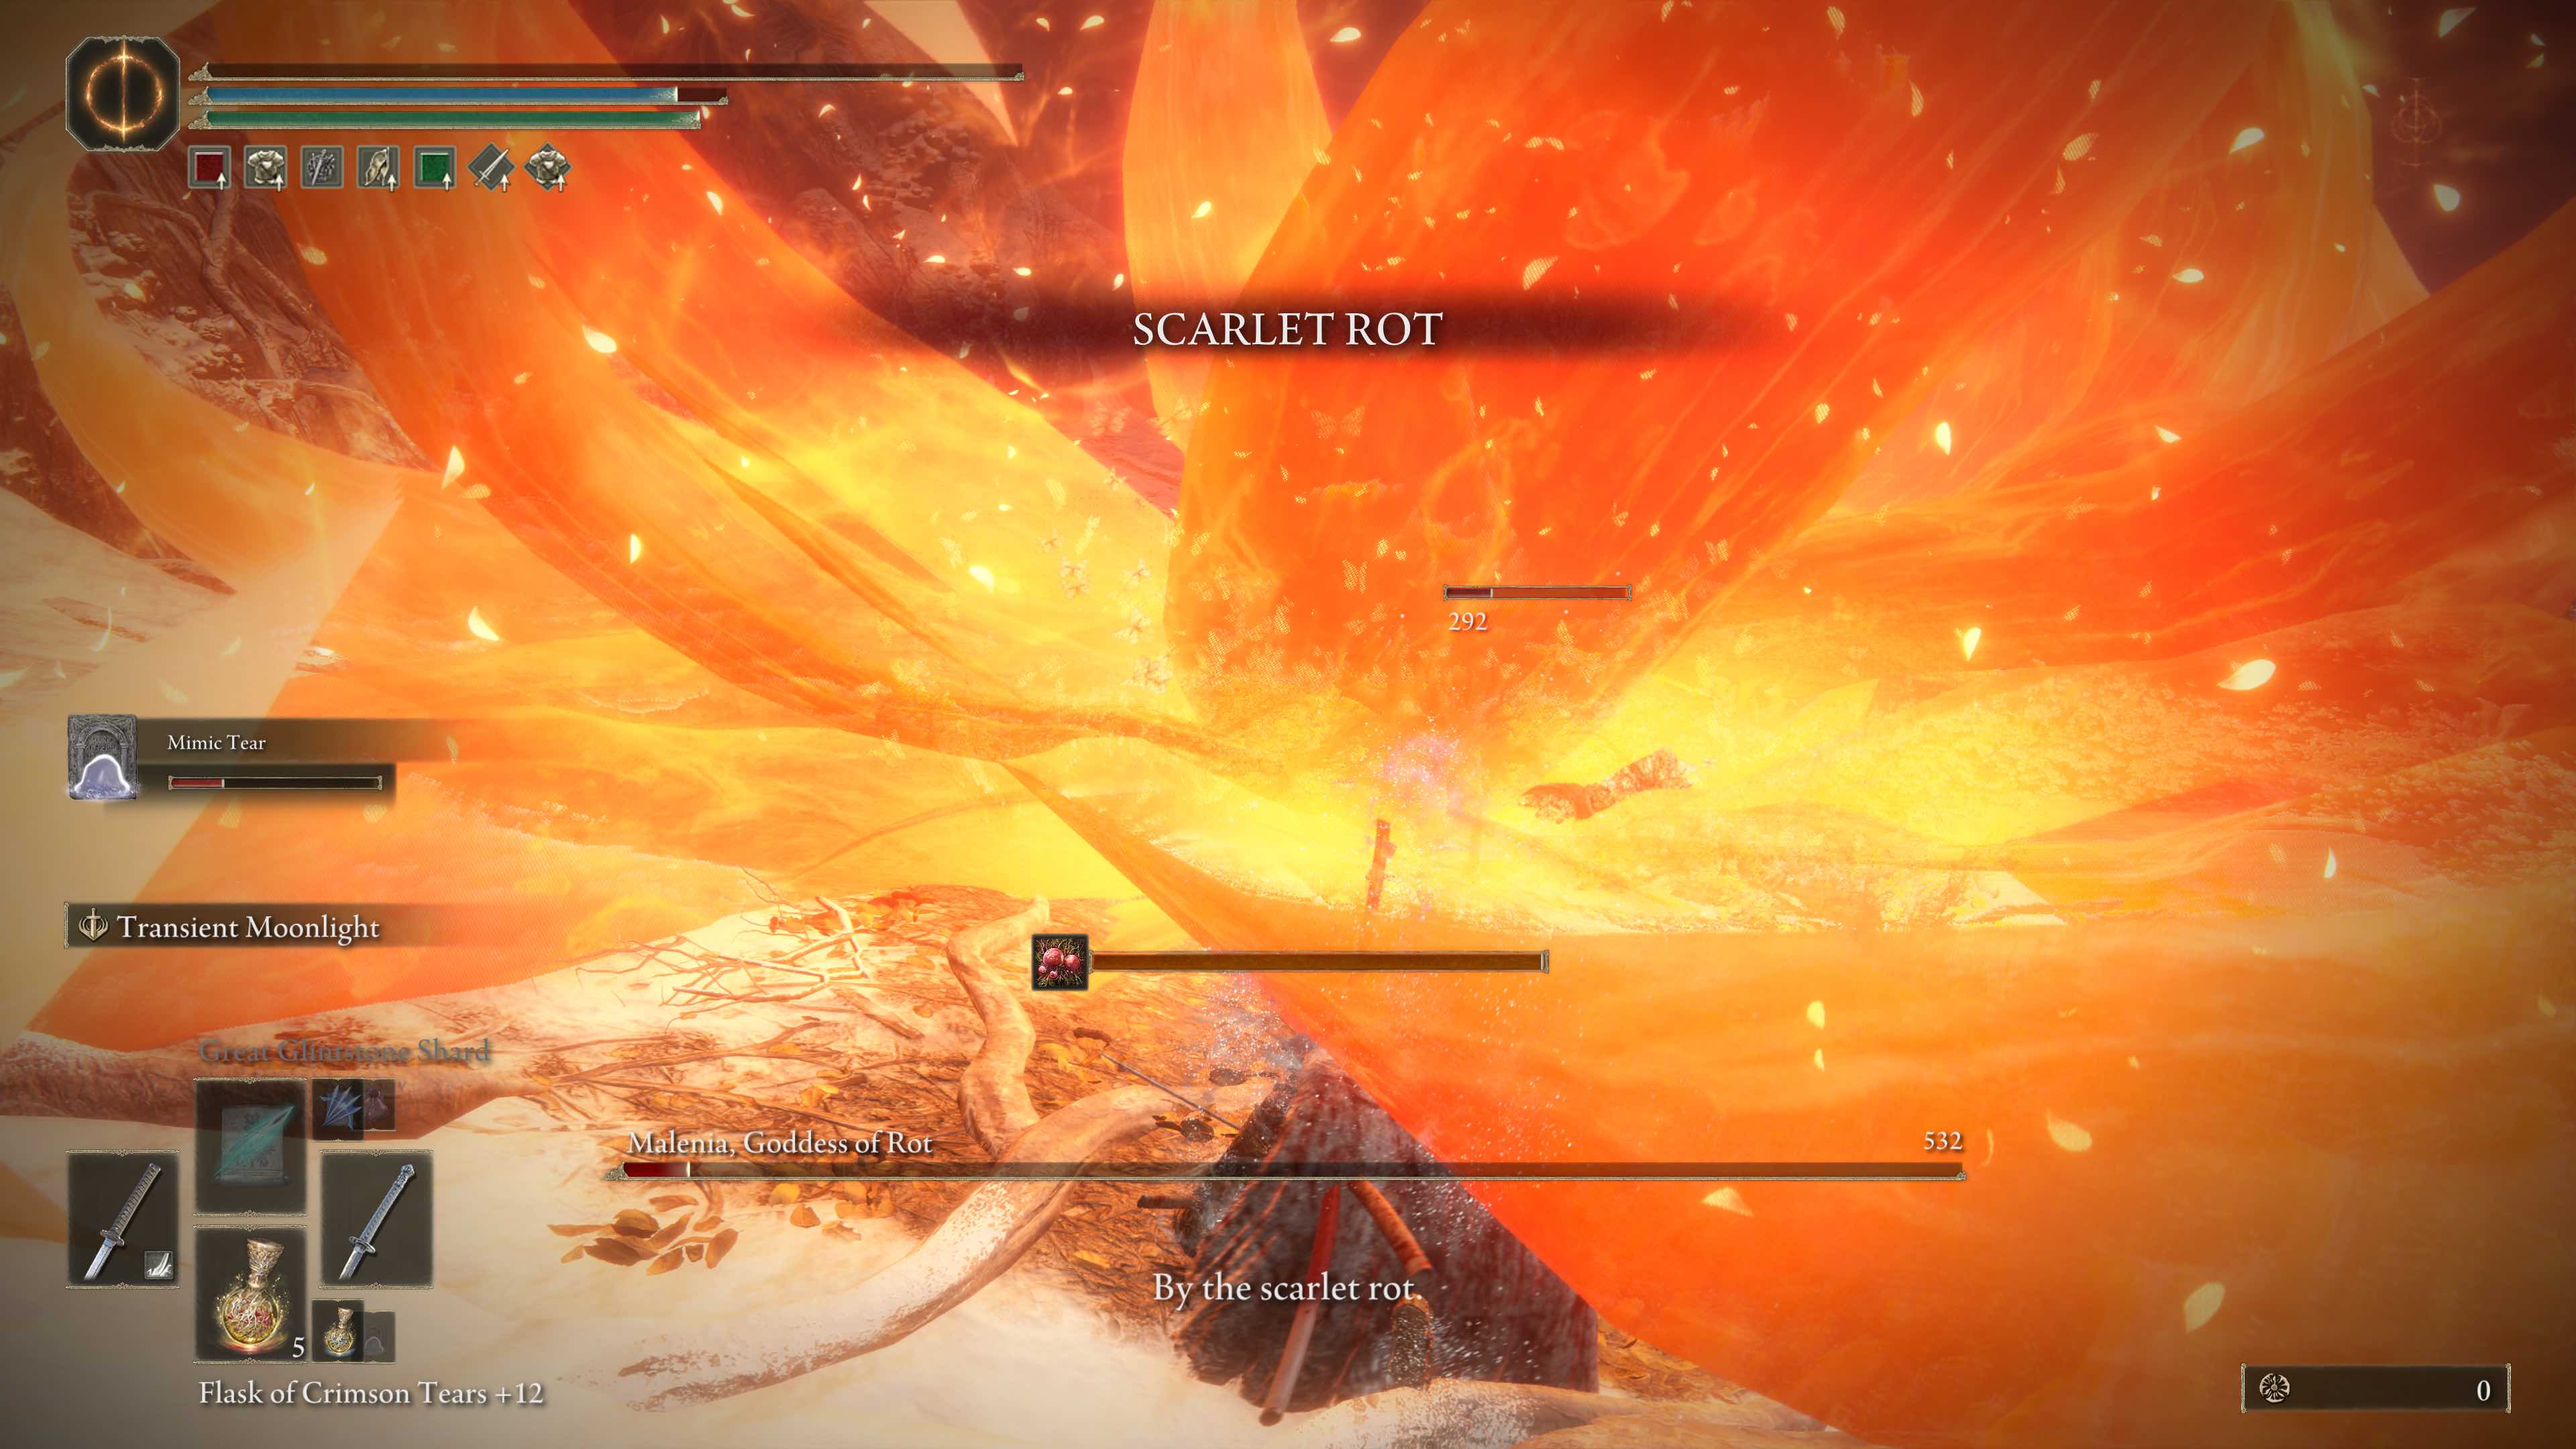 SCARLET ROT
292
Mimic Tear
Transient Moonlight
Great Glintstone Shard
Malenia, Goddess of Rot
532
By the scarlet rot.
5
Flask of Crimson Tears +12
0